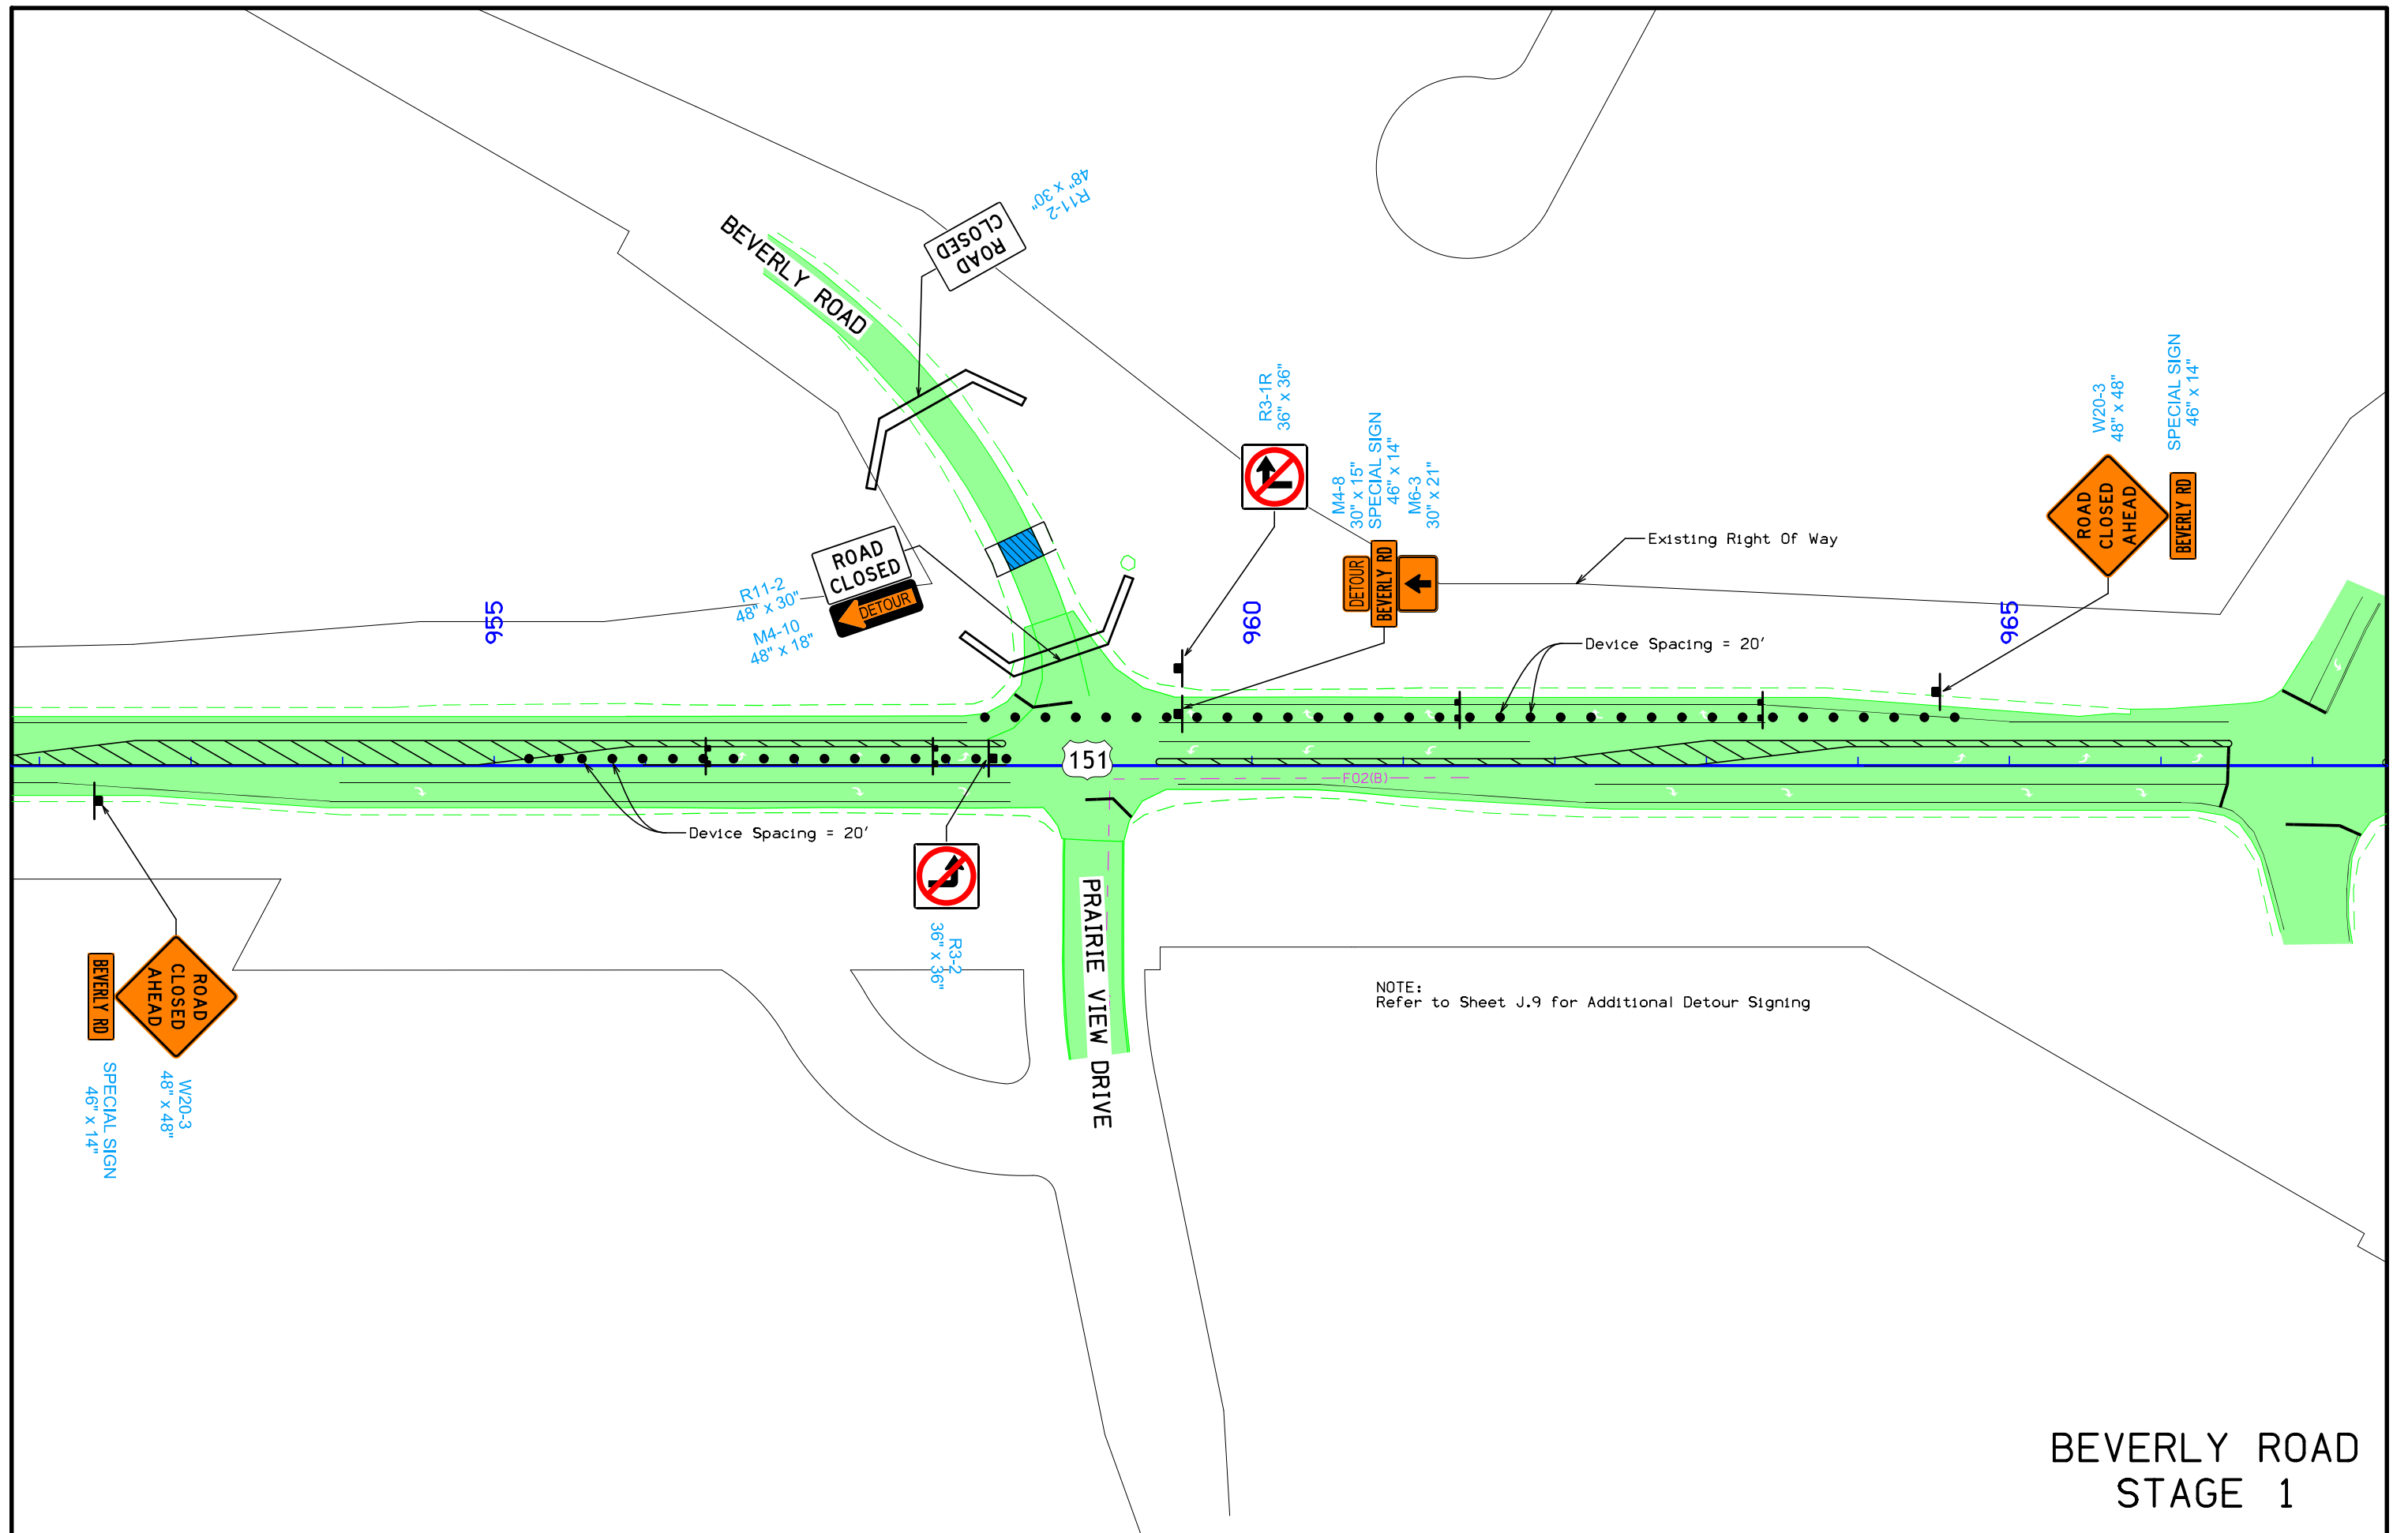 BEVERLY ROAD
ROAD
CLOSED
R11-2
48" x 30"
R3-1R
36" x 36"
M4-8
30" x 15"
SPECIAL SIGN
46" x 14"
M6-3
30" x 21"
DETOUR
BEVERLY RD
W20-3
48" x 48"
SPECIAL SIGN
46" x 14"
ROAD
CLOSED
AHEAD
BEVERLY RD
Existing Right Of Way
ROAD
CLOSED
DETOUR
R11-2
48" x 30"
M4-10
48" x 18"
955
960
965
Device Spacing = 20'
151
F02(B)
Device Spacing = 20'
R3-2
36" x 36"
PRAIRIE VIEW DRIVE
ROAD
CLOSED
AHEAD
BEVERLY RD
W20-3
48" x 48"
SPECIAL SIGN
46" x 14"
NOTE:
Refer to Sheet J.9 for Additional Detour Signing
BEVERLY ROAD
STAGE 1